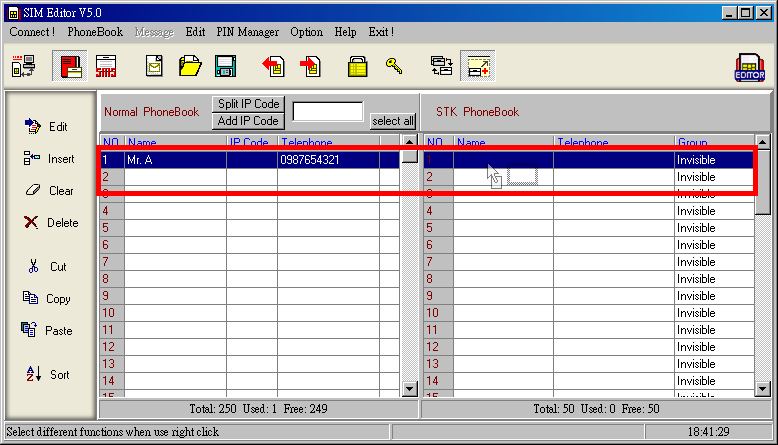 SIM Editor V5.0
Connect ! PhoneBook Message Edit PIN Manager Option Help Exit !
SMS
EDITOR
Normal PhoneBook
Split IP Code
Add IP Code
select all
STK PhoneBook
Edit
Insert
Clear
Delete
Cut
Copy
Paste
Sort
NO Name IP Code Telephone
1 Mr. A 0987654321
2
3
4
5
6
7
8
9
10
11
12
13
14
15
Total: 250 Used: 1 Free: 249
NO. Name Telephone Group
1 Invisible
2 Invisible
3 Invisible
4 Invisible
5 Invisible
6 Invisible
7 Invisible
8 Invisible
9 Invisible
10 Invisible
11 Invisible
12 Invisible
13 Invisible
14 Invisible
15 Invisible
Total: 50 Used: 0 Free: 50
Select different functions when use right click
18:41:29